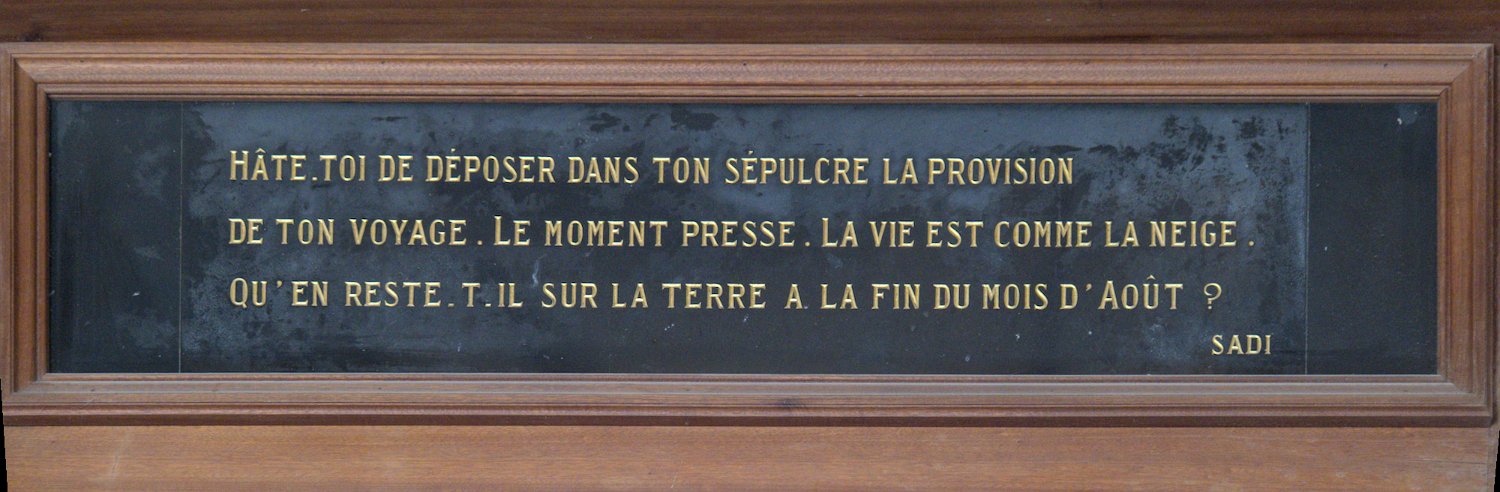 HÂTE.TOI DE DÉPOSER DANS TON SÉPULCRE LA PROVISION
DE TON VOYAGE. LE MOMENT PRESSE. LA VIE EST COMME LA NEIGE.
QU'EN RESTE.T.IL SUR LA TERRE A LA FIN DU MOIS D'AOÛT ?
SADI